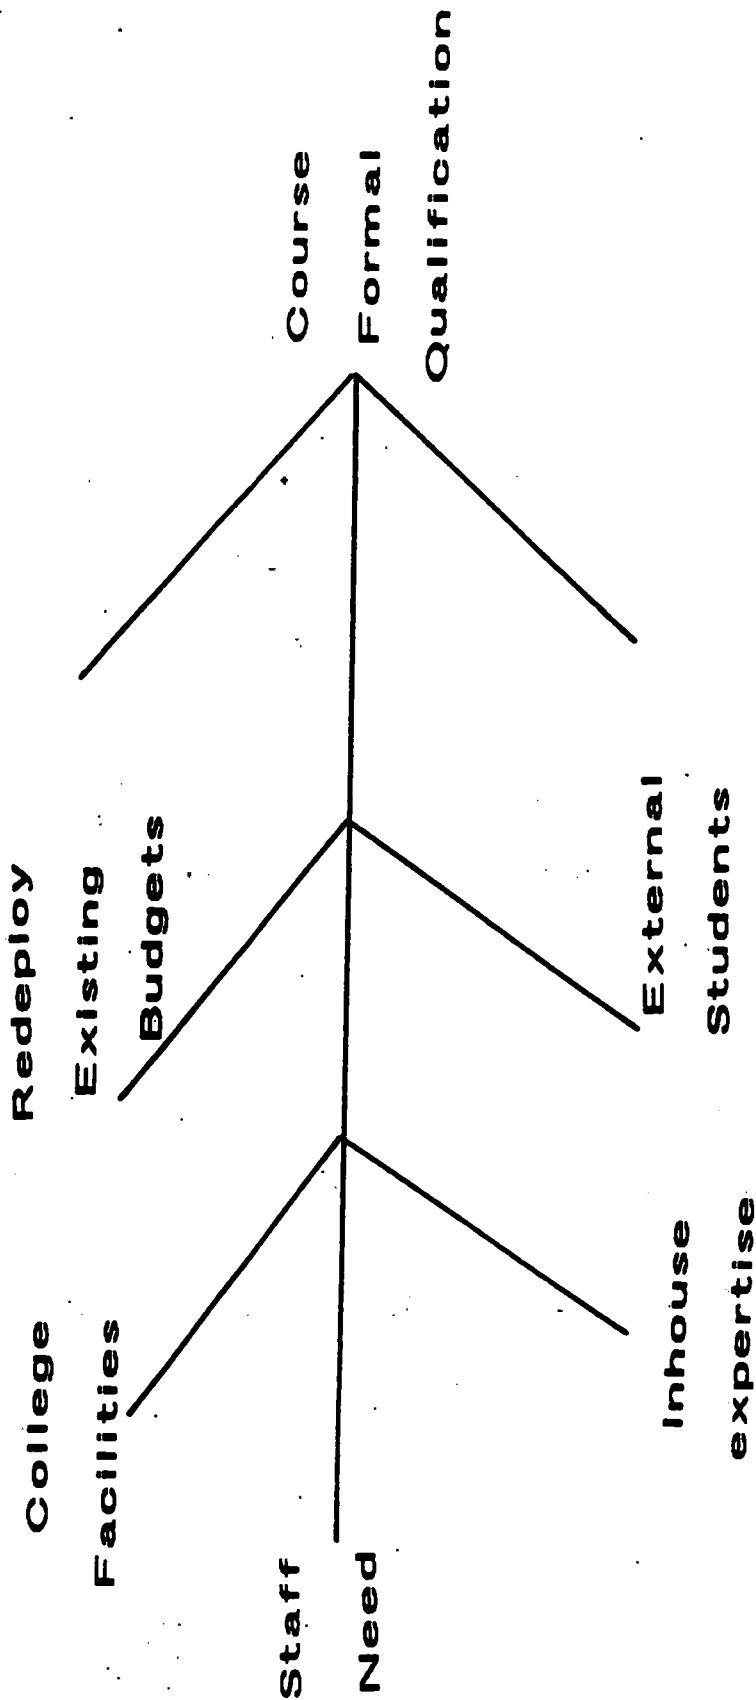 College
Facilities
Redeploy
Existing
Budgets
Staff
Need
Course
Formal
Qualification
Inhouse
expertise
External
Students